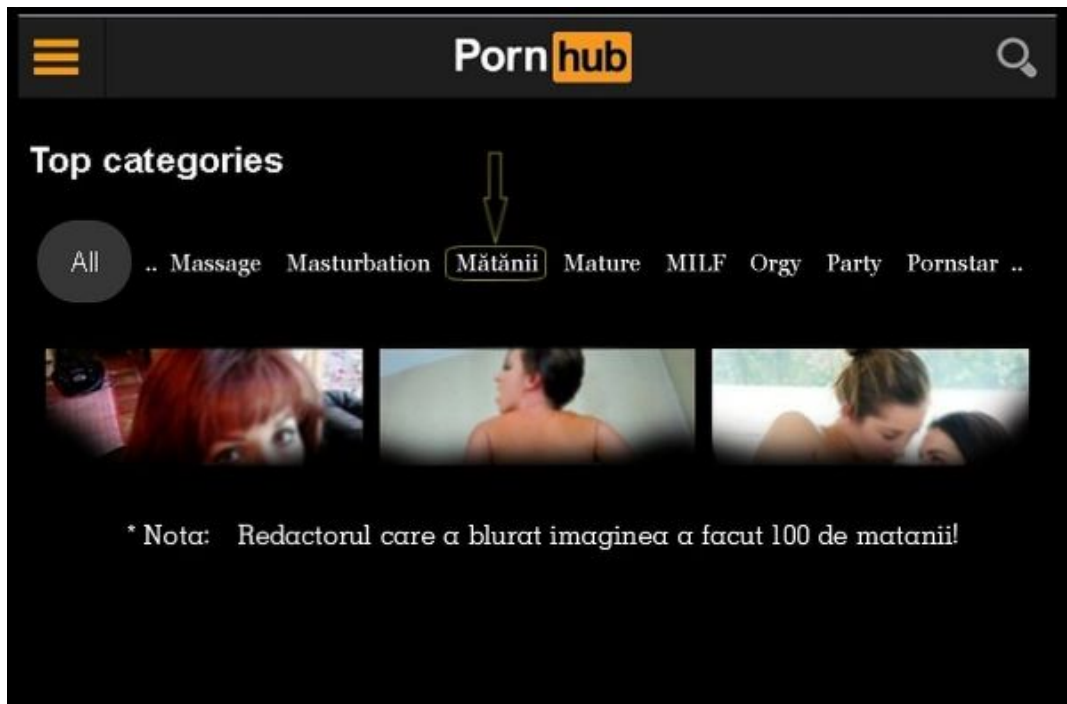 Porn hub
Top categories
All .. Massage Masturbation Mătănii Mature MILF Orgy Party Pornstar ..
* Nota: Redactorul care a blurat imaginea a facut 100 de matanii!